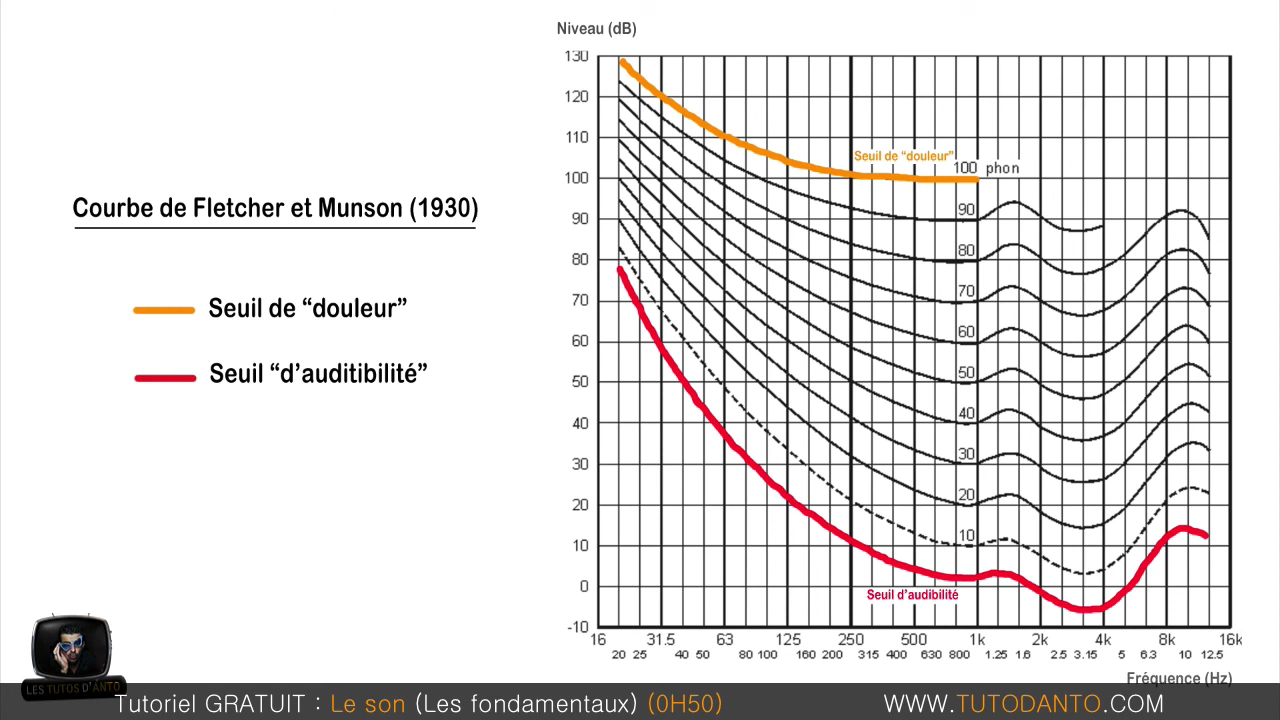 Niveau (dB)
130
120
110
100
90
80
70
60
50
40
30
20
10
0
-10
Seuil de “douleur”
100 phon
90
80
70
60
50
40
30
20
10
Seuil d’audibilité
16 31.5 63 125 250 500 1k 2k 4k 8k 16k
20 25 40 50 80 100 160 200 315 400 630 800 1.25 1.6 2.5 3.15 5 6.3 10 12.5
Fréquence (Hz)
Courbe de Fletcher et Munson (1930)
Seuil de “douleur”
Seuil “d’auditibilité”
LES TUTOS D'ANTO
Tutoriel GRATUIT : Le son (Les fondamentaux) (0H50)
WWW.TUTODANTO.COM